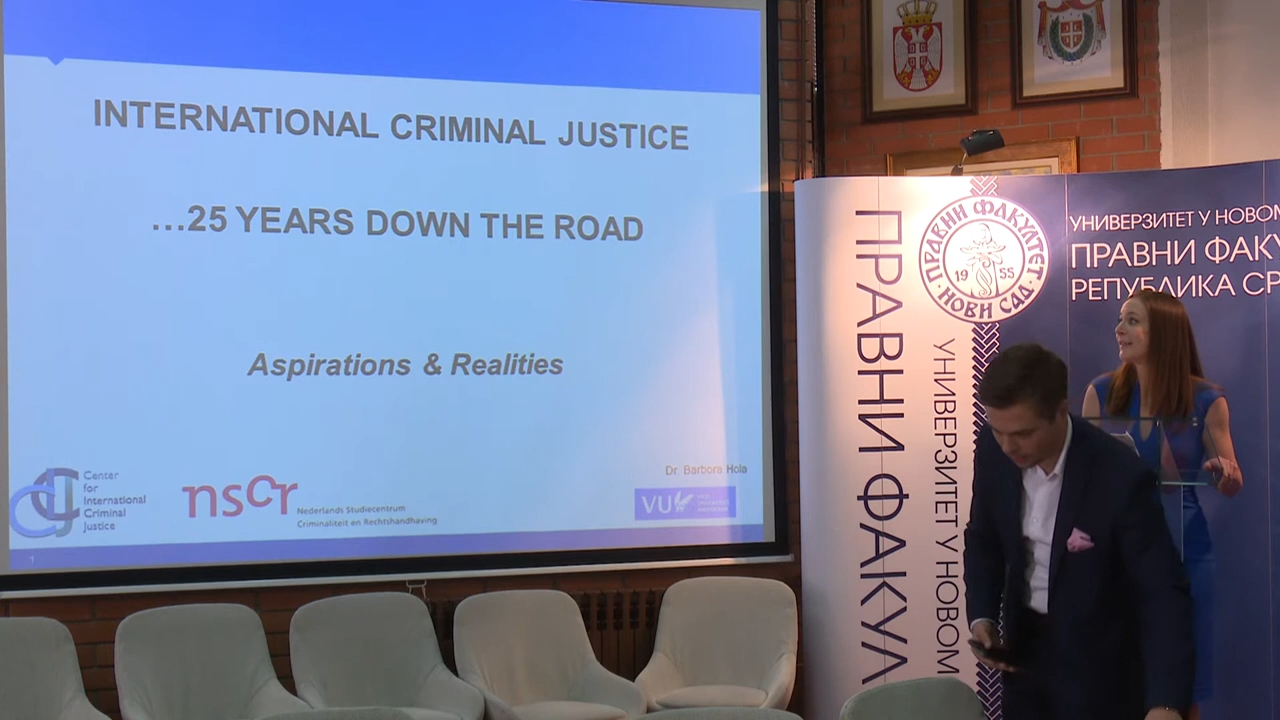 INTERNATIONAL CRIMINAL JUSTICE
...25 YEARS DOWN THE ROAD
Aspirations & Realities
Dr. Barbora Hola
Center
for
International
Criminal
Justice
nscr
Nederlands Studiecentrum
Criminaliteit en Rechtshandhaving
VU
1
ПРАВНИ ФАКУЛ
УНИВЕРЗИТЕТ У НОВОМ
ПРАВНИ ФАКУЛТЕТ
1955
НОВИ САД
УНИВЕРЗИТЕТ У НОВОМ
ПРАВНИ ФАКУ
РЕПУБЛИКА СР